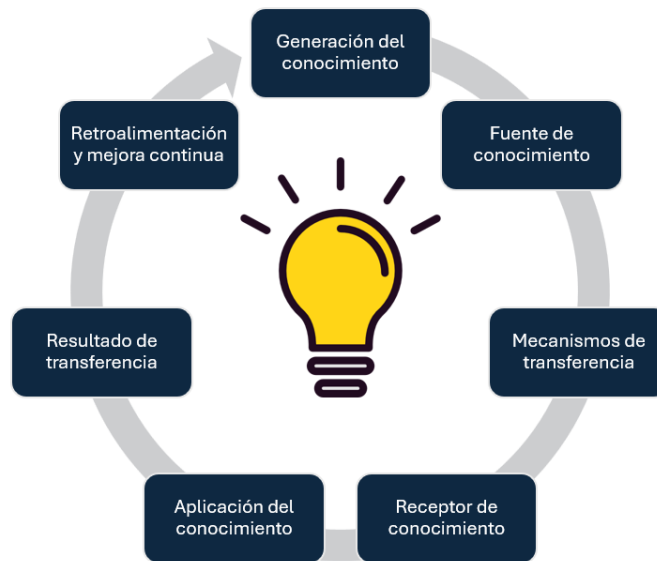 Generación del
conocimiento
Fuente de
conocimiento
Mecanismos de
transferencia
Receptor de
conocimiento
Aplicación del
conocimiento
Resultado de
transferencia
Retroalimentación
y mejora continua